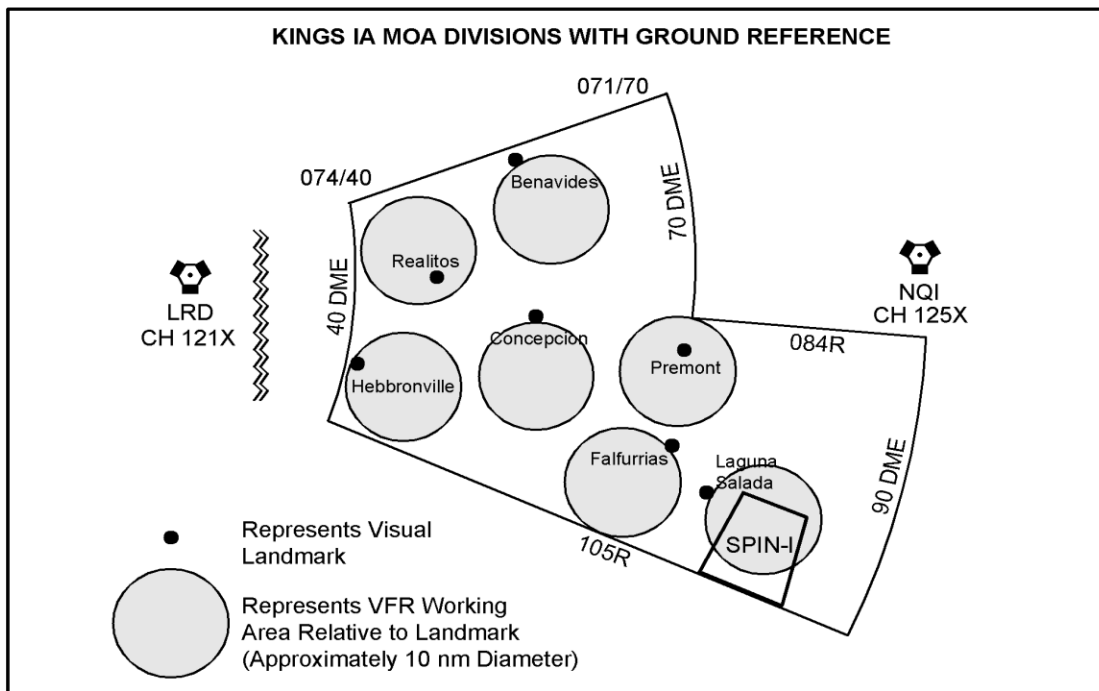 KINGS IA MOA DIVISIONS WITH GROUND REFERENCE
071/70
074/40
Benavides
70 DME
Realitos
LRD
CH 121X
40 DME
NQI
CH 125X
Concepcion
084R
Hebbronville
Premont
Falfurrias
Laguna
Salada
90 DME
SPIN-I
105R
Represents Visual
Landmark
Represents VFR Working
Area Relative to Landmark
(Approximately 10 nm Diameter)